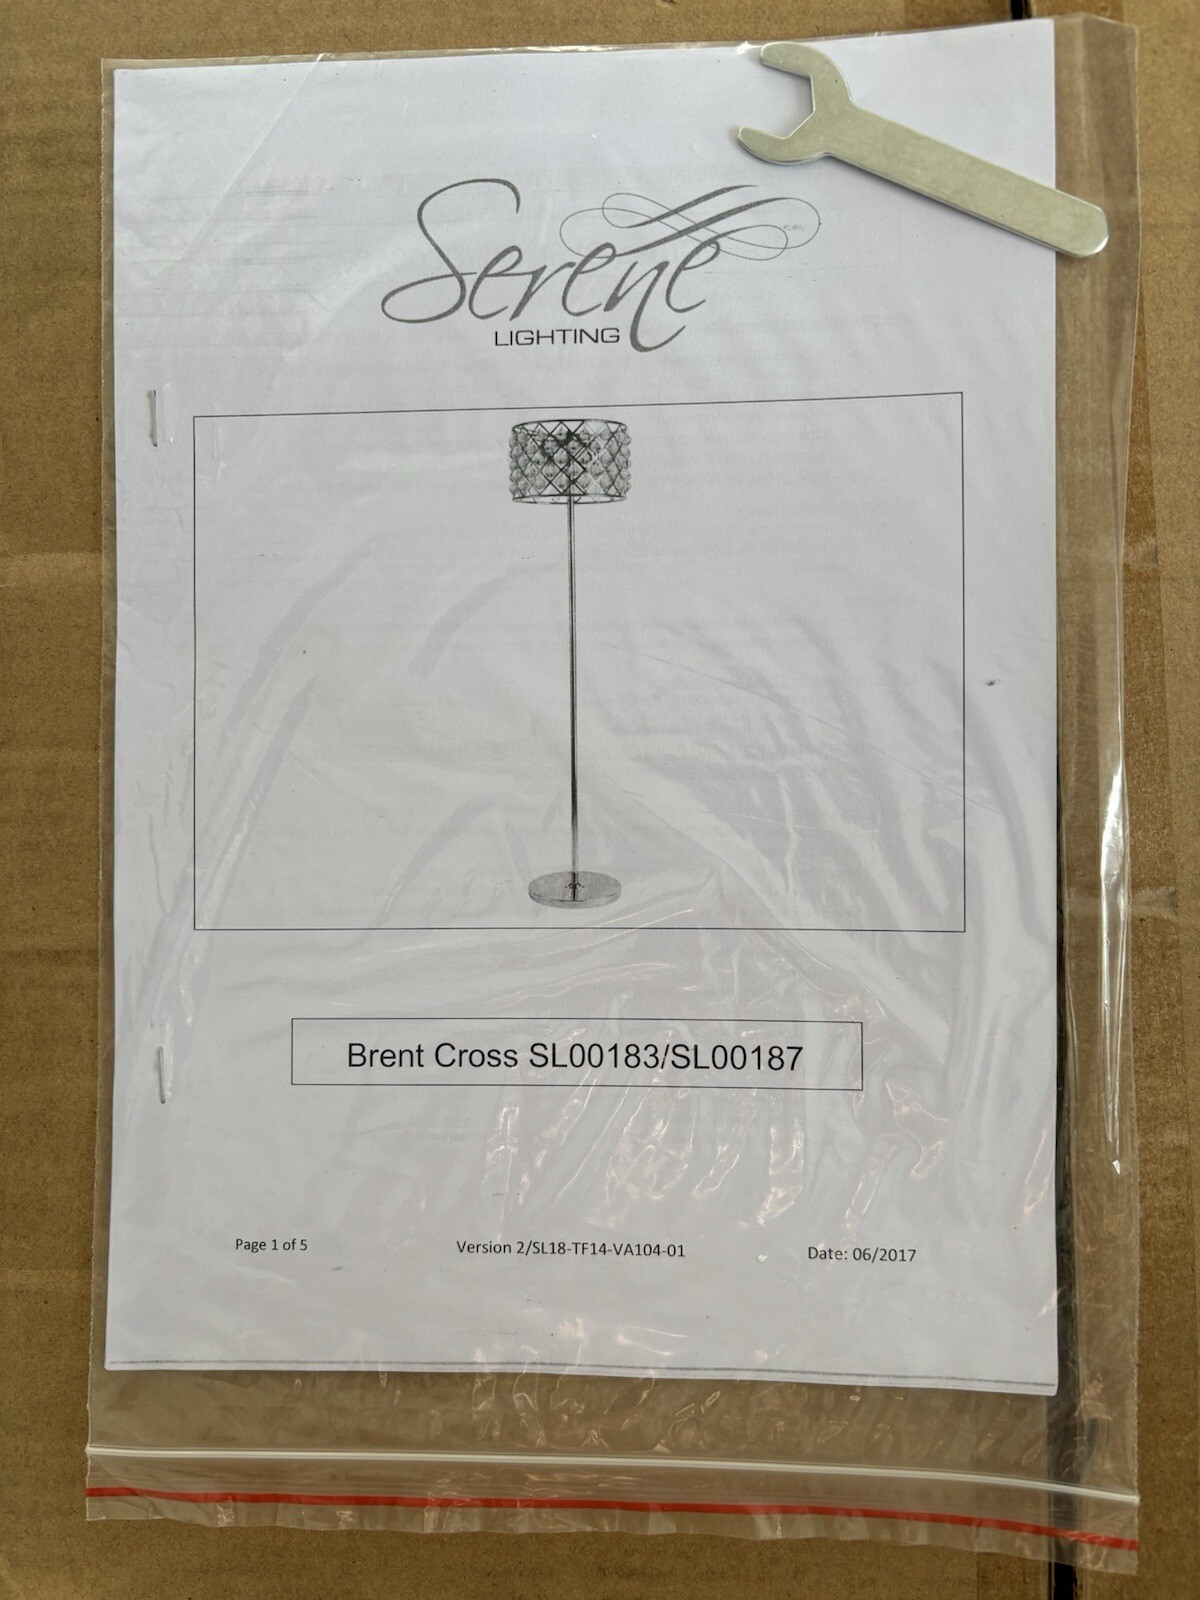 Serene
LIGHTING
Brent Cross SL00183/SL00187
Page 1 of 5
Version 2/SL18-TF14-VA104-01
Date: 06/2017